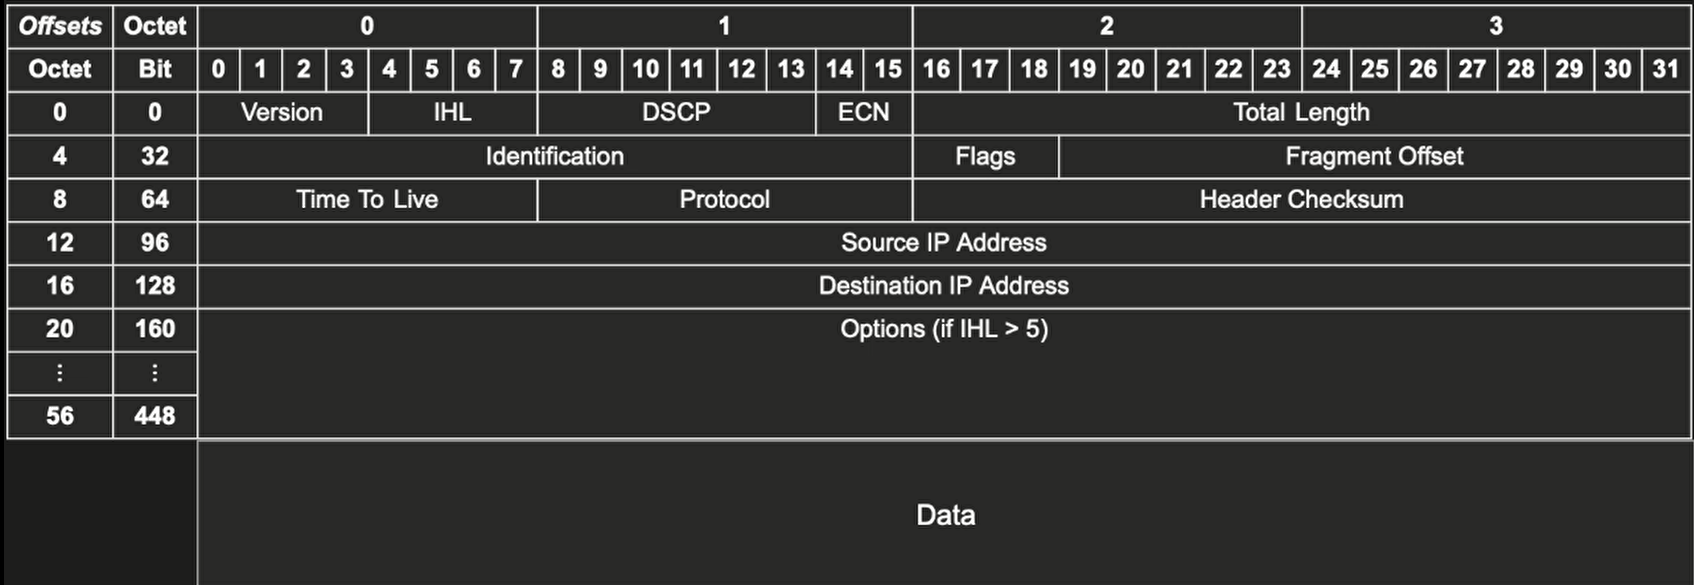 Offsets Octet 0 1 2 3
Octet Bit 0 1 2 3 4 5 6 7 8 9 10 11 12 13 14 15 16 17 18 19 20 21 22 23 24 25 26 27 28 29 30 31
0 0 Version IHL DSCP ECN Total Length
4 32 Identification Flags Fragment Offset
8 64 Time To Live Protocol Header Checksum
12 96 Source IP Address
16 128 Destination IP Address
20 160 Options (if IHL > 5)
⋮ ⋮
56 448
Data